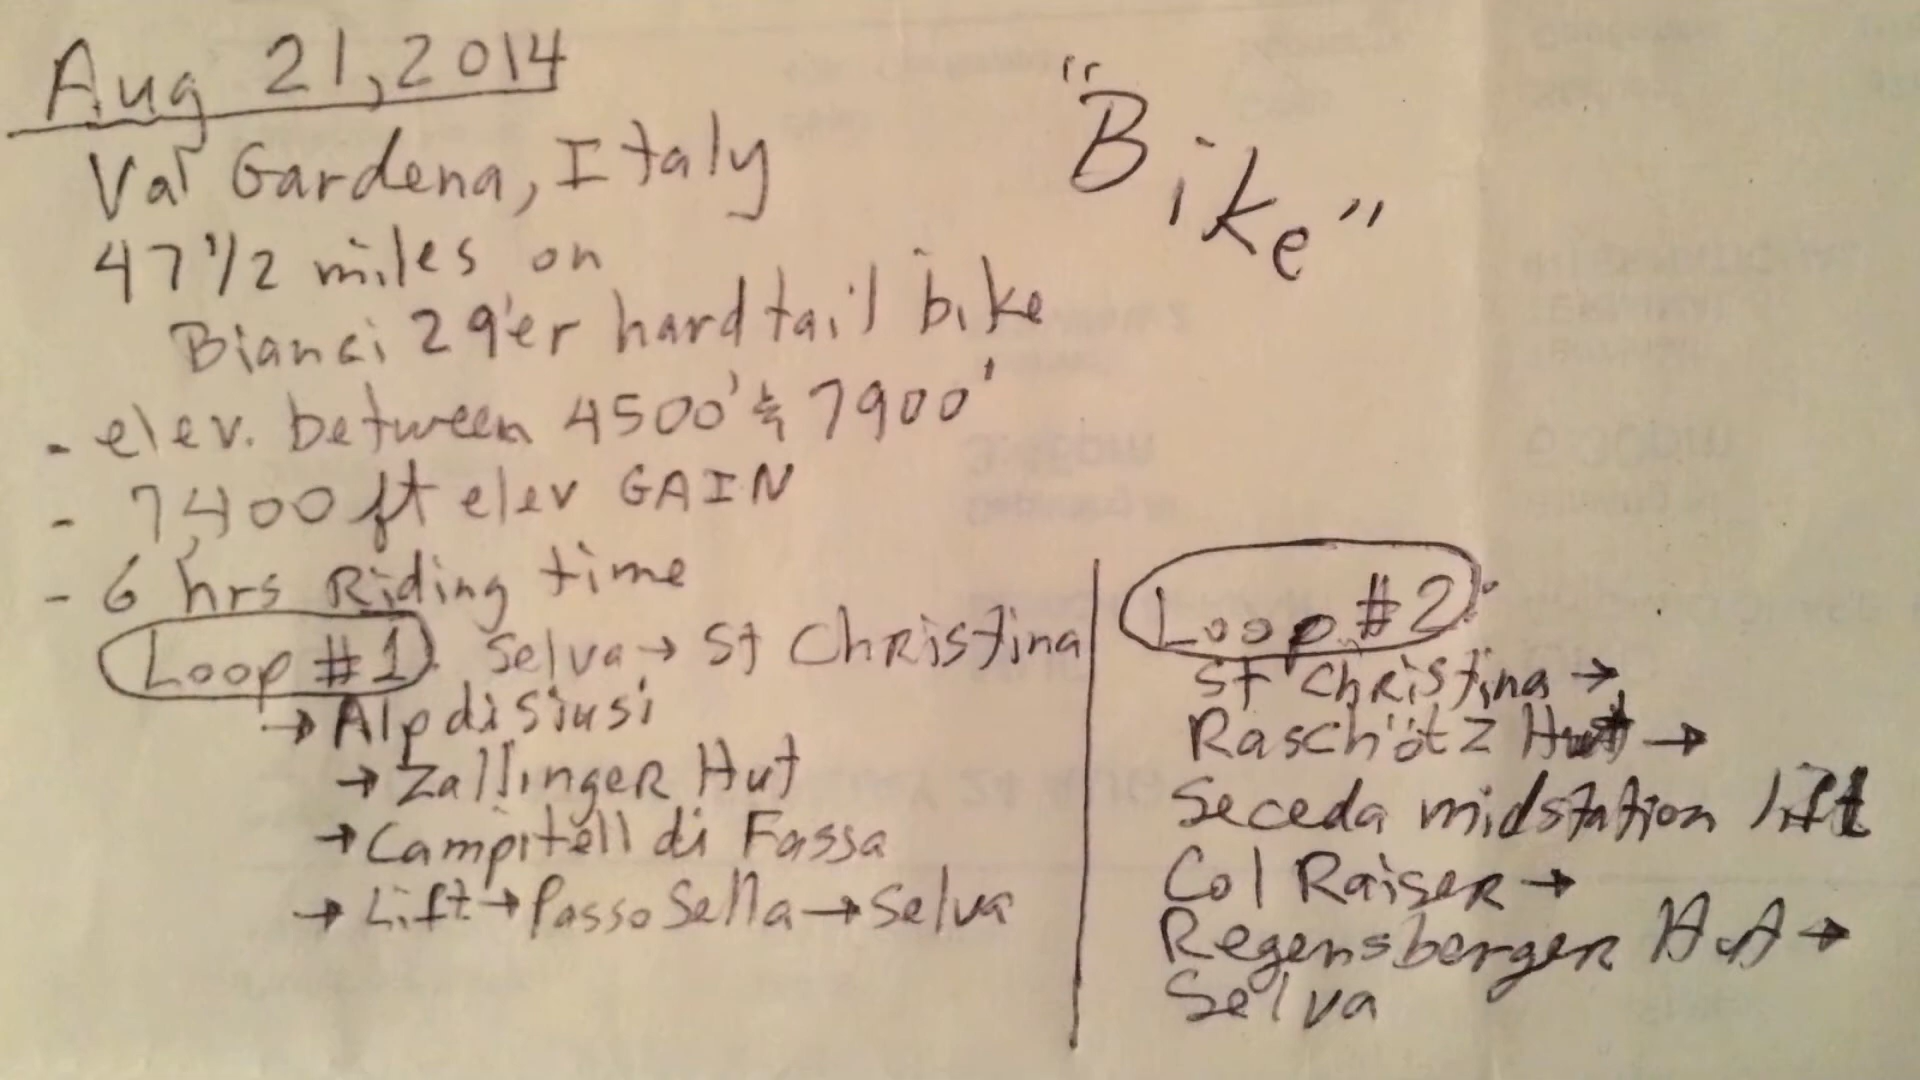 Aug 21, 2014
"Bike"
Val Gardena, Italy
47 1/2 miles on
Bianci 29'er hardtail bike
- elev. between 4500' & 7900'
- 7,400 ft elev GAIN
- 6 hrs Riding time
Loop #1 Selva → St Christina
→ Alp di Siusi
→ Zallinger Hut
→ Campitell di Fassa
→ Lift → Passo Sella → Selva
Loop #2:
St Christina →
Raschötz Hut →
Seceda midstation lift
Col Raiser →
Regensberger Hut →
Selva